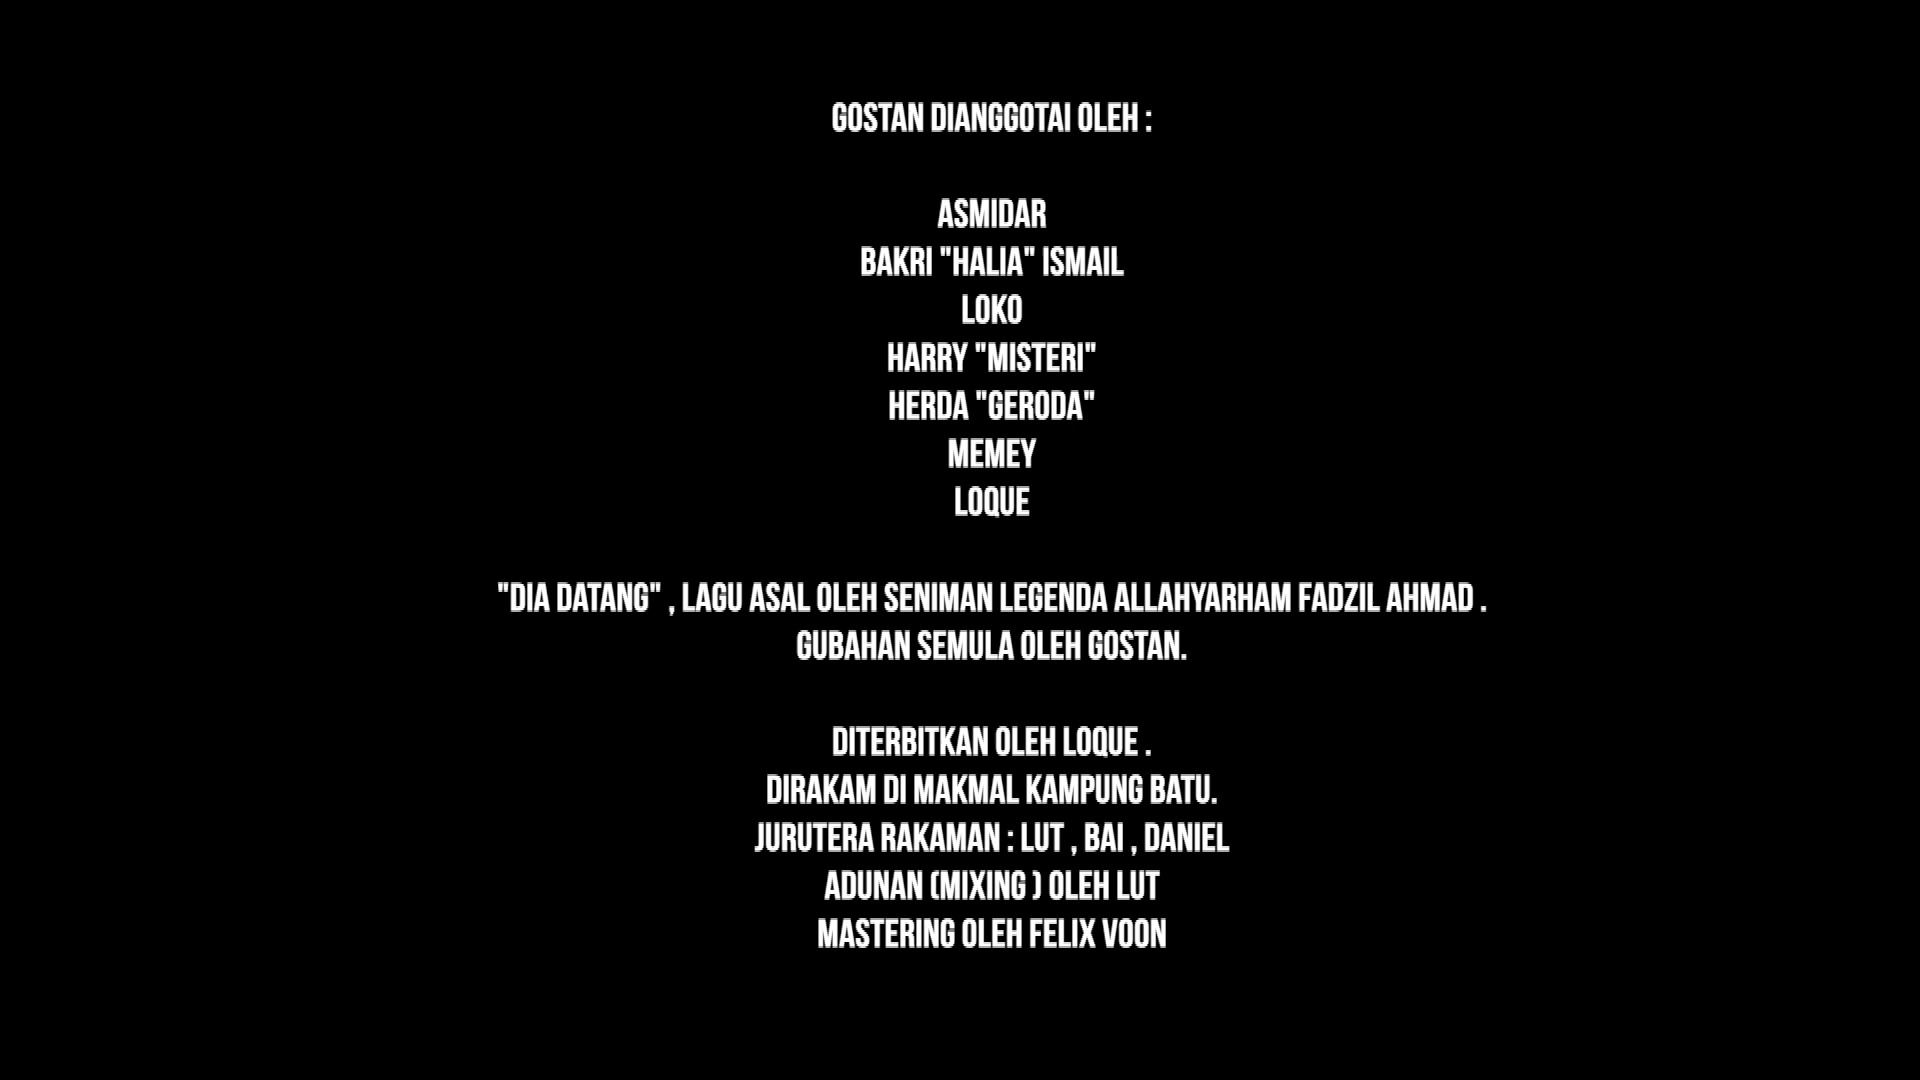 GOSTAN DIANGGOTAI OLEH :
ASMIDAR
BAKRI "HALIA" ISMAIL
LOKO
HARRY "MISTERI"
HERDA "GERODA"
MEMEY
LOQUE
"DIA DATANG" , LAGU ASAL OLEH SENIMAN LEGENDA ALLAHYARHAM FADZIL AHMAD .
GUBAHAN SEMULA OLEH GOSTAN.
DITERBITKAN OLEH LOQUE .
DIRAKAM DI MAKMAL KAMPUNG BATU.
JURUTERA RAKAMAN : LUT , BAI , DANIEL
ADUNAN (MIXING ) OLEH LUT
MASTERING OLEH FELIX VOON